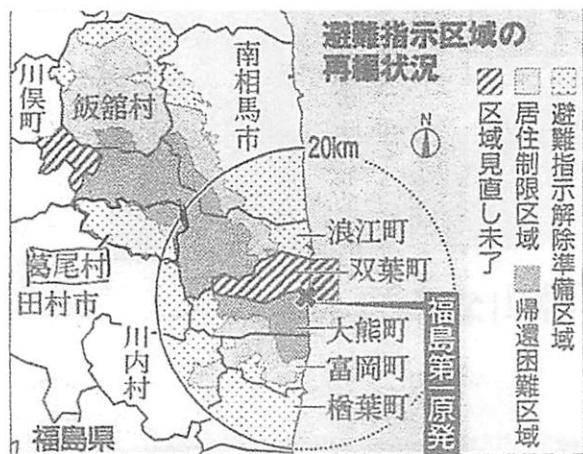 避難指示区域の
再編状況
避難指示解除準備区域
居住制限区域
帰還困難区域
区域見直し未了
N
20km
川俣町
飯舘村
南相馬市
浪江町
双葉町
葛尾村
田村市
大熊町
川内村
富岡町
楢葉町
福島第一原発
福島県